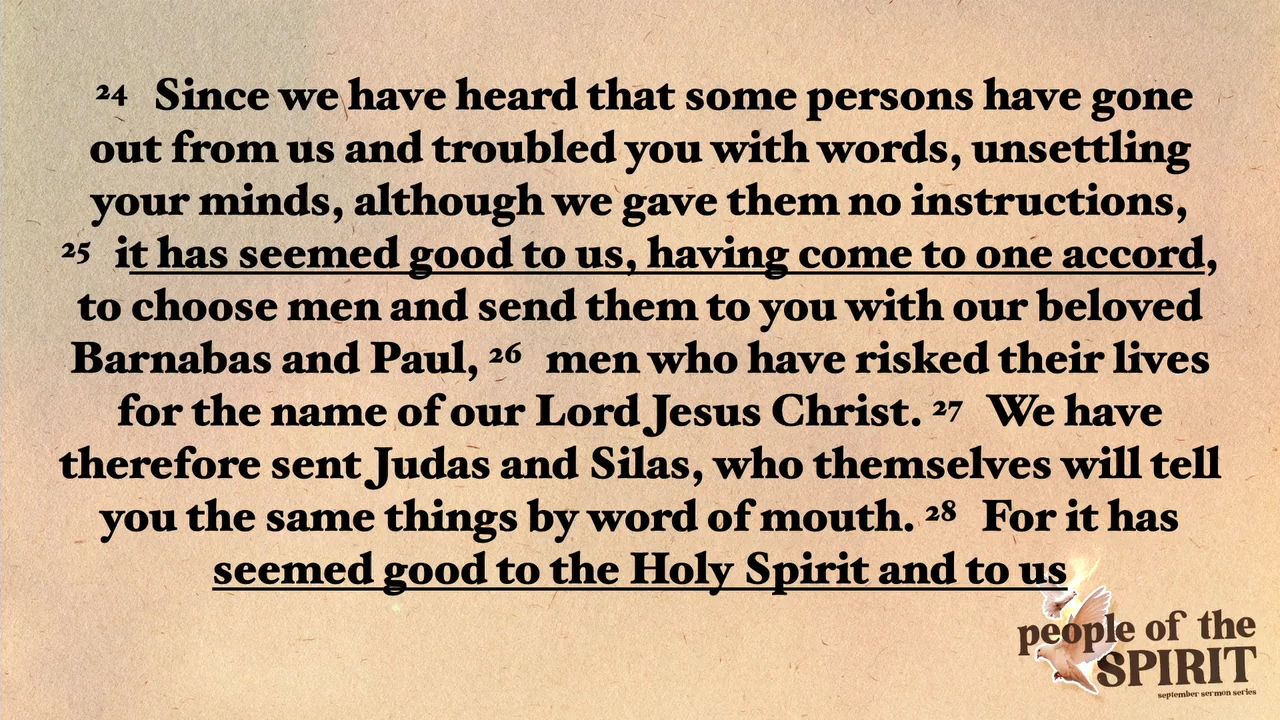 24 Since we have heard that some persons have gone
out from us and troubled you with words, unsettling
your minds, although we gave them no instructions,
25 it has seemed good to us, having come to one accord,
to choose men and send them to you with our beloved
Barnabas and Paul, 26 men who have risked their lives
for the name of our Lord Jesus Christ. 27 We have
therefore sent Judas and Silas, who themselves will tell
you the same things by word of mouth. 28 For it has
seemed good to the Holy Spirit and to us
people of the
SPIRIT
september sermon series